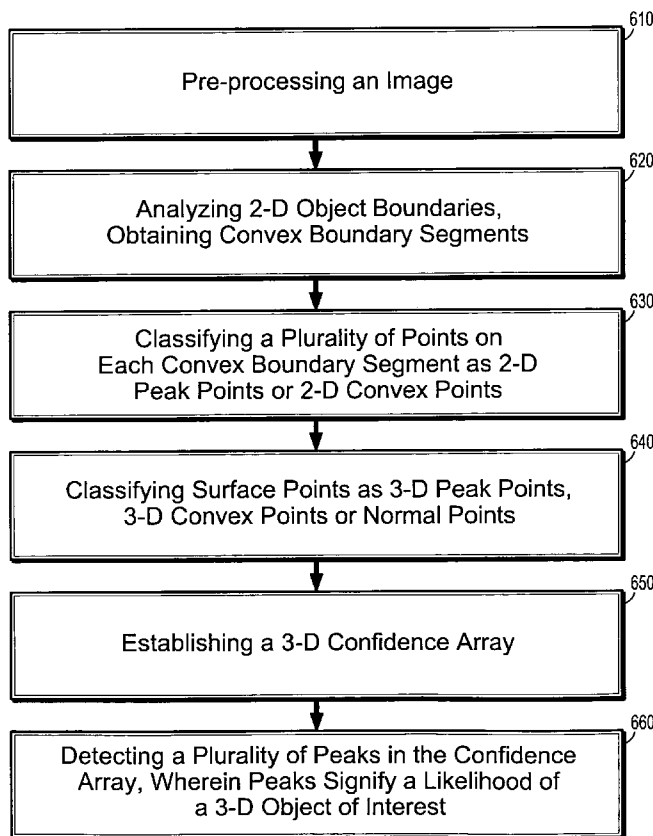 610
Pre-processing an Image
620
Analyzing 2-D Object Boundaries,
Obtaining Convex Boundary Segments
630
Classifying a Plurality of Points on
Each Convex Boundary Segment as 2-D
Peak Points or 2-D Convex Points
640
Classifying Surface Points as 3-D Peak Points,
3-D Convex Points or Normal Points
650
Establishing a 3-D Confidence Array
660
Detecting a Plurality of Peaks in the Confidence
Array, Wherein Peaks Signify a Likelihood of
a 3-D Object of Interest